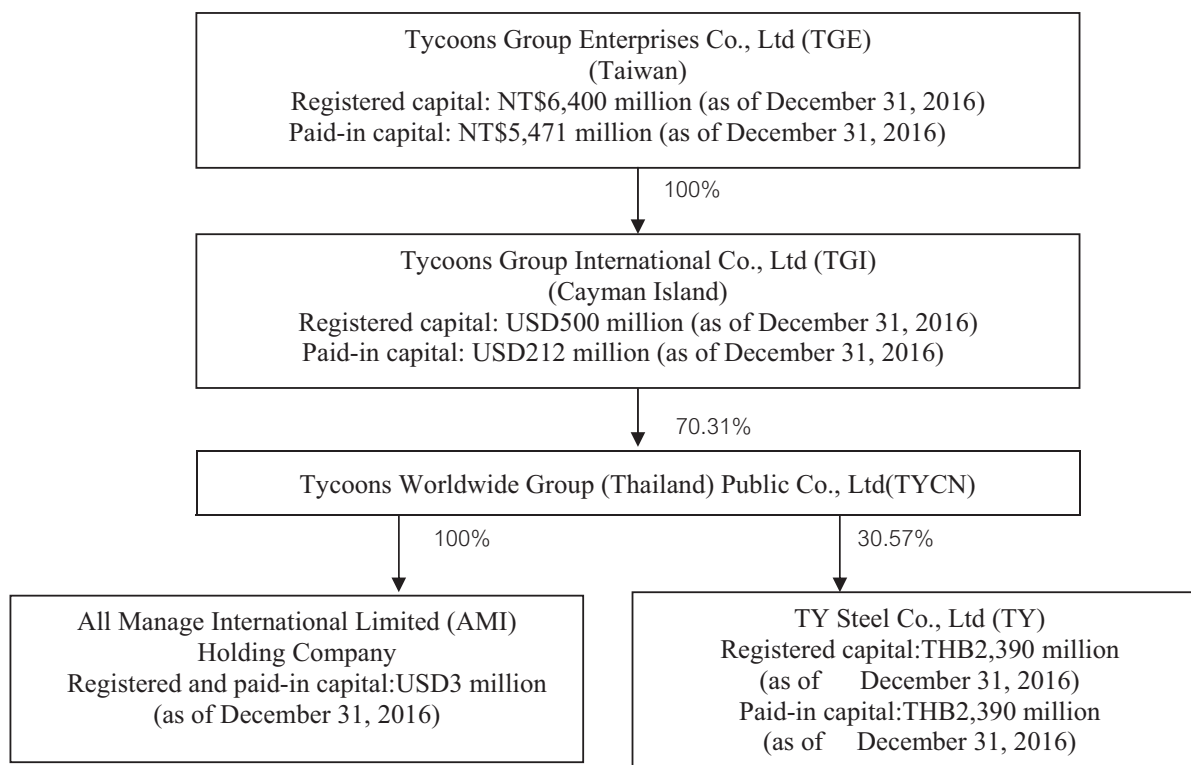 Tycoons Group Enterprises Co., Ltd (TGE)
(Taiwan)
Registered capital: NT$6,400 million (as of December 31, 2016)
Paid-in capital: NT$5,471 million (as of December 31, 2016)
100%
Tycoons Group International Co., Ltd (TGI)
(Cayman Island)
Registered capital: USD500 million (as of December 31, 2016)
Paid-in capital: USD212 million (as of December 31, 2016)
70.31%
Tycoons Worldwide Group (Thailand) Public Co., Ltd(TYCN)
100%
30.57%
All Manage International Limited (AMI)
Holding Company
Registered and paid-in capital:USD3 million
(as of December 31, 2016)
TY Steel Co., Ltd (TY)
Registered capital:THB2,390 million
(as of December 31, 2016)
Paid-in capital:THB2,390 million
(as of December 31, 2016)